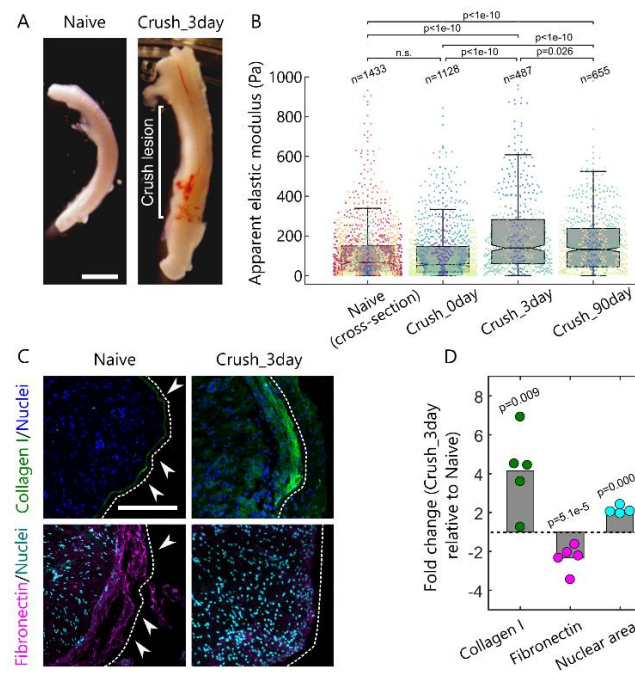 A
Naive
Crush_3day
Crush lesion
B
p<1e-10
p<1e-10
p<1e-10
n.s.
p<1e-10
p=0.026
n=1433
n=1128
n=487
n=655
Apparent elastic modulus (Pa)
1000
800
600
400
200
0
Naive
(cross-section)
Crush_0day
Crush_3day
Crush_90day
C
Naive
Crush_3day
Collagen I/Nuclei
Fibronectin/Nuclei
D
Fold change (Crush_3day
relative to Naive)
8
6
4
2
-2
-4
p=0.009
p=5.1e-5
p=0.000
Collagen I
Fibronectin
Nuclear area